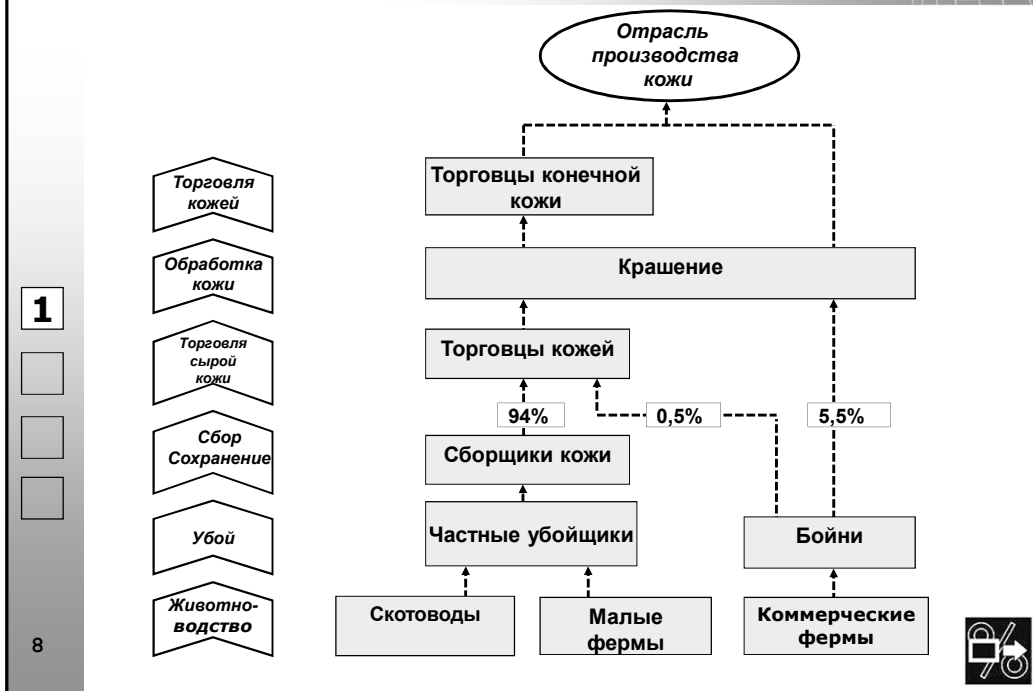 Отрасль
производства
кожи
Торговля
кожей
Торговцы конечной
кожи
Обработка
кожи
Крашение
1
Торговля
сырой
кожи
Торговцы кожей
94%
0,5%
5,5%
Сбор
Сохранение
Сборщики кожи
Убой
Частные убойщики
Бойни
Животно-
водство
Скотоводы
Малые
фермы
Коммерческие
фермы
8